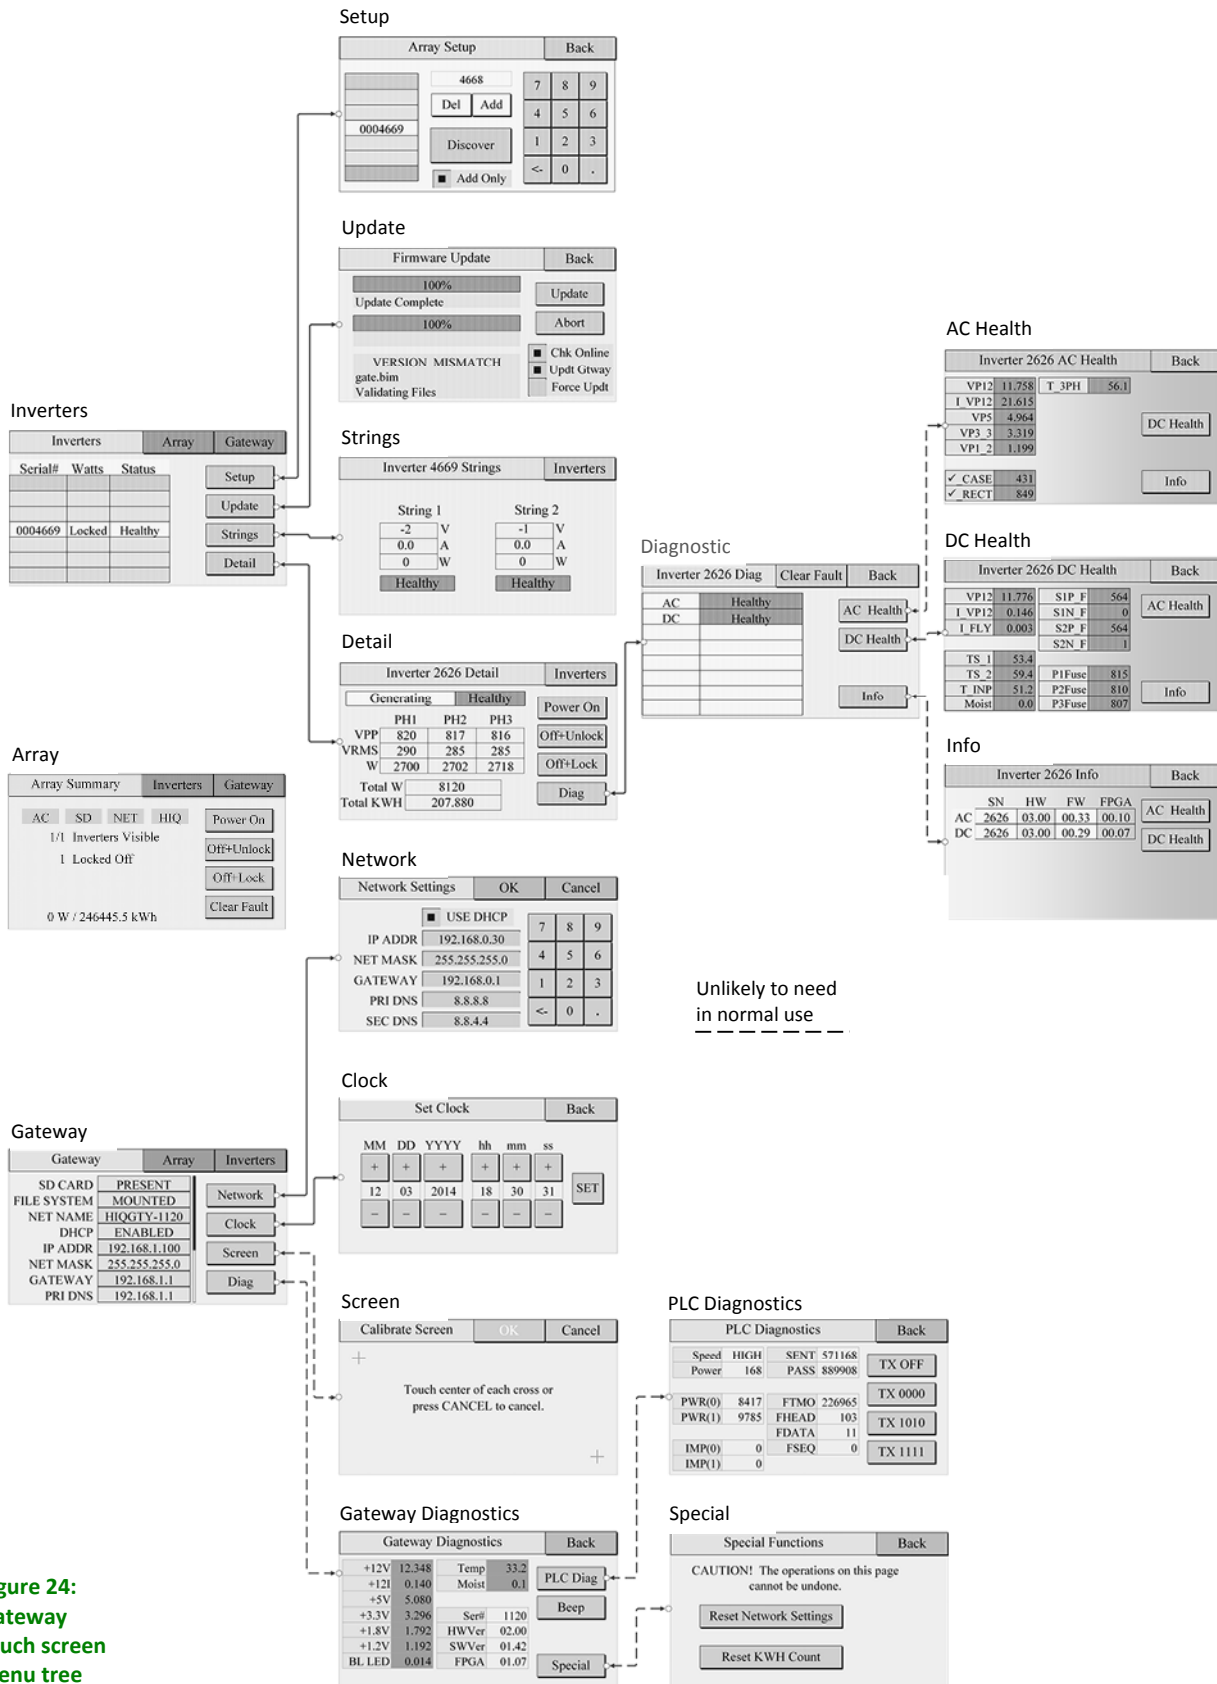 Setup
Array Setup Back
4668
Del Add
0004669
Discover
Add Only
7 8 9
4 5 6
1 2 3
<- 0 .
Update
Firmware Update Back
100%
Update Complete
100%
VERSION MISMATCH
gate.bim
Validating Files
Update
Abort
Chk Online
Updt Gtway
Force Updt
Inverters
Inverters Array Gateway
Serial# Watts Status
0004669 Locked Healthy
Setup
Update
Strings
Detail
Strings
Inverter 4669 Strings Inverters
String 1 String 2
-2 V -1 V
0.0 A 0.0 A
0 W 0 W
Healthy Healthy
Detail
Inverter 2626 Detail Inverters
Generating Healthy
PH1 PH2 PH3
VPP 820 817 816
VRMS 290 285 285
W 2700 2702 2718
Total W 8120
Total KWH 207.880
Power On
Off+Unlock
Off+Lock
Diag
Diagnostic
Inverter 2626 Diag Clear Fault Back
AC Healthy
DC Healthy
AC Health
DC Health
Info
AC Health
Inverter 2626 AC Health Back
VP12 11.758 T_3PH 56.1
I_VP12 21.615
VP5 4.964
VP3_3 3.319
VP1_2 1.199
✓_CASE 431
✓_RECT 849
DC Health
Info
DC Health
Inverter 2626 DC Health Back
VP12 11.776 S1P_F 564
I_VP12 0.146 S1N_F 0
I_FLY 0.003 S2P_F 564
S2N_F 1
TS_1 53.4
TS_2 59.4 P1Fuse 815
T_INP 51.2 P2Fuse 810
Moist 0.0 P3Fuse 807
AC Health
Info
Info
Inverter 2626 Info Back
SN HW FW FPGA
AC 2626 03.00 00.33 00.10
DC 2626 03.00 00.29 00.07
AC Health
DC Health
Array
Array Summary Inverters Gateway
AC SD NET HIQ
1/1 Inverters Visible
1 Locked Off
0 W / 246445.5 kWh
Power On
Off+Unlock
Off+Lock
Clear Fault
Network
Network Settings OK Cancel
USE DHCP
IP ADDR 192.168.0.30
NET MASK 255.255.255.0
GATEWAY 192.168.0.1
PRI DNS 8.8.8.8
SEC DNS 8.8.4.4
7 8 9
4 5 6
1 2 3
<- 0 .
Unlikely to need
in normal use
Clock
Set Clock Back
MM DD YYYY hh mm ss
+ + + + + +
12 03 2014 18 30 31
− − − − − −
SET
Gateway
Gateway Array Inverters
SD CARD PRESENT
FILE SYSTEM MOUNTED
NET NAME HIQGTY-1120
DHCP ENABLED
IP ADDR 192.168.1.100
NET MASK 255.255.255.0
GATEWAY 192.168.1.1
PRI DNS 192.168.1.1
Network
Clock
Screen
Diag
Screen
Calibrate Screen OK Cancel
Touch center of each cross or
press CANCEL to cancel.
PLC Diagnostics
PLC Diagnostics Back
Speed HIGH SENT 571168
Power 168 PASS 889908
PWR(0) 8417 FTMO 226965
PWR(1) 9785 FHEAD 103
FDATA 11
IMP(0) 0 FSEQ 0
IMP(1) 0
TX OFF
TX 0000
TX 1010
TX 1111
Gateway Diagnostics
Gateway Diagnostics Back
+12V 12.348 Temp 33.2
+12I 0.140 Moist 0.1
+5V 5.080
+3.3V 3.296 Ser# 1120
+1.8V 1.792 HWVer 02.00
+1.2V 1.192 SWVer 01.42
BL LED 0.014 FPGA 01.07
PLC Diag
Beep
Special
Special
Special Functions Back
CAUTION! The operations on this page
cannot be undone.
Reset Network Settings
Reset KWH Count
gure 24:
ateway
uch screen
enu tree